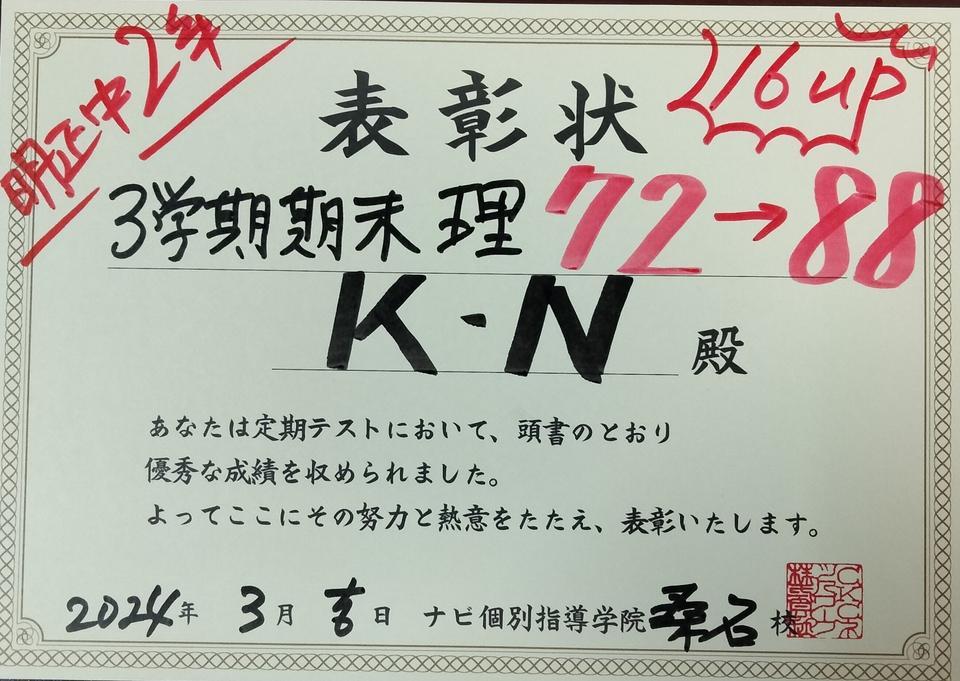 明正中2年
16up
表彰状
3学期期末 理 72→88
K・N 殿
あなたは定期テストにおいて、頭書のとおり
優秀な成績を収められました。
よってここにその努力と熱意をたたえ、表彰いたします。
2024年 3月 吉日 ナビ個別指導学院桑名校